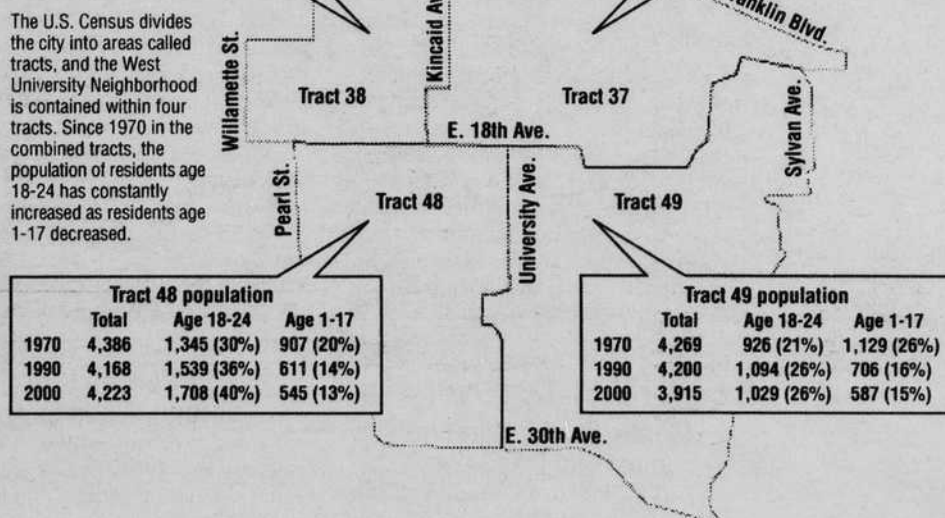 The U.S. Census divides
the city into areas called
tracts, and the West
University Neighborhood
is contained within four
tracts. Since 1970 in the
combined tracts, the
population of residents age
18-24 has constantly
increased as residents age
1-17 decreased.
Willamette St.
Kincaid Av
anklin Blvd.
Tract 38
Tract 37
E. 18th Ave.
Sylvan Ave.
Pearl St.
Tract 48
University Ave.
Tract 49
Tract 48 population
Total Age 18-24 Age 1-17
1970 4,386 1,345 (30%) 907 (20%)
1990 4,168 1,539 (36%) 611 (14%)
2000 4,223 1,708 (40%) 545 (13%)
Tract 49 population
Total Age 18-24 Age 1-17
1970 4,269 926 (21%) 1,129 (26%)
1990 4,200 1,094 (26%) 706 (16%)
2000 3,915 1,029 (26%) 587 (15%)
E. 30th Ave.